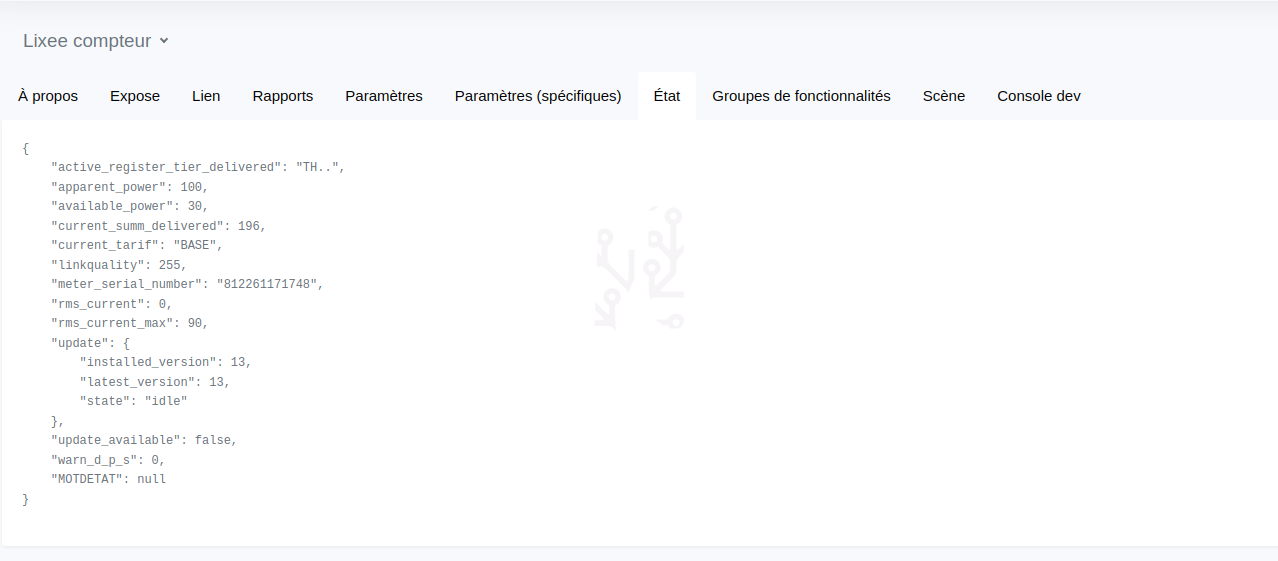 Lixee compteur
À propos Expose Lien Rapports Paramètres Paramètres (spécifiques) État Groupes de fonctionnalités Scène Console dev
{
    "active_register_tier_delivered": "TH..",
    "apparent_power": 100,
    "available_power": 30,
    "current_summ_delivered": 196,
    "current_tarif": "BASE",
    "linkquality": 255,
    "meter_serial_number": "812261171748",
    "rms_current": 0,
    "rms_current_max": 90,
    "update": {
        "installed_version": 13,
        "latest_version": 13,
        "state": "idle"
    },
    "update_available": false,
    "warn_d_p_s": 0,
    "MOTDETAT": null
}